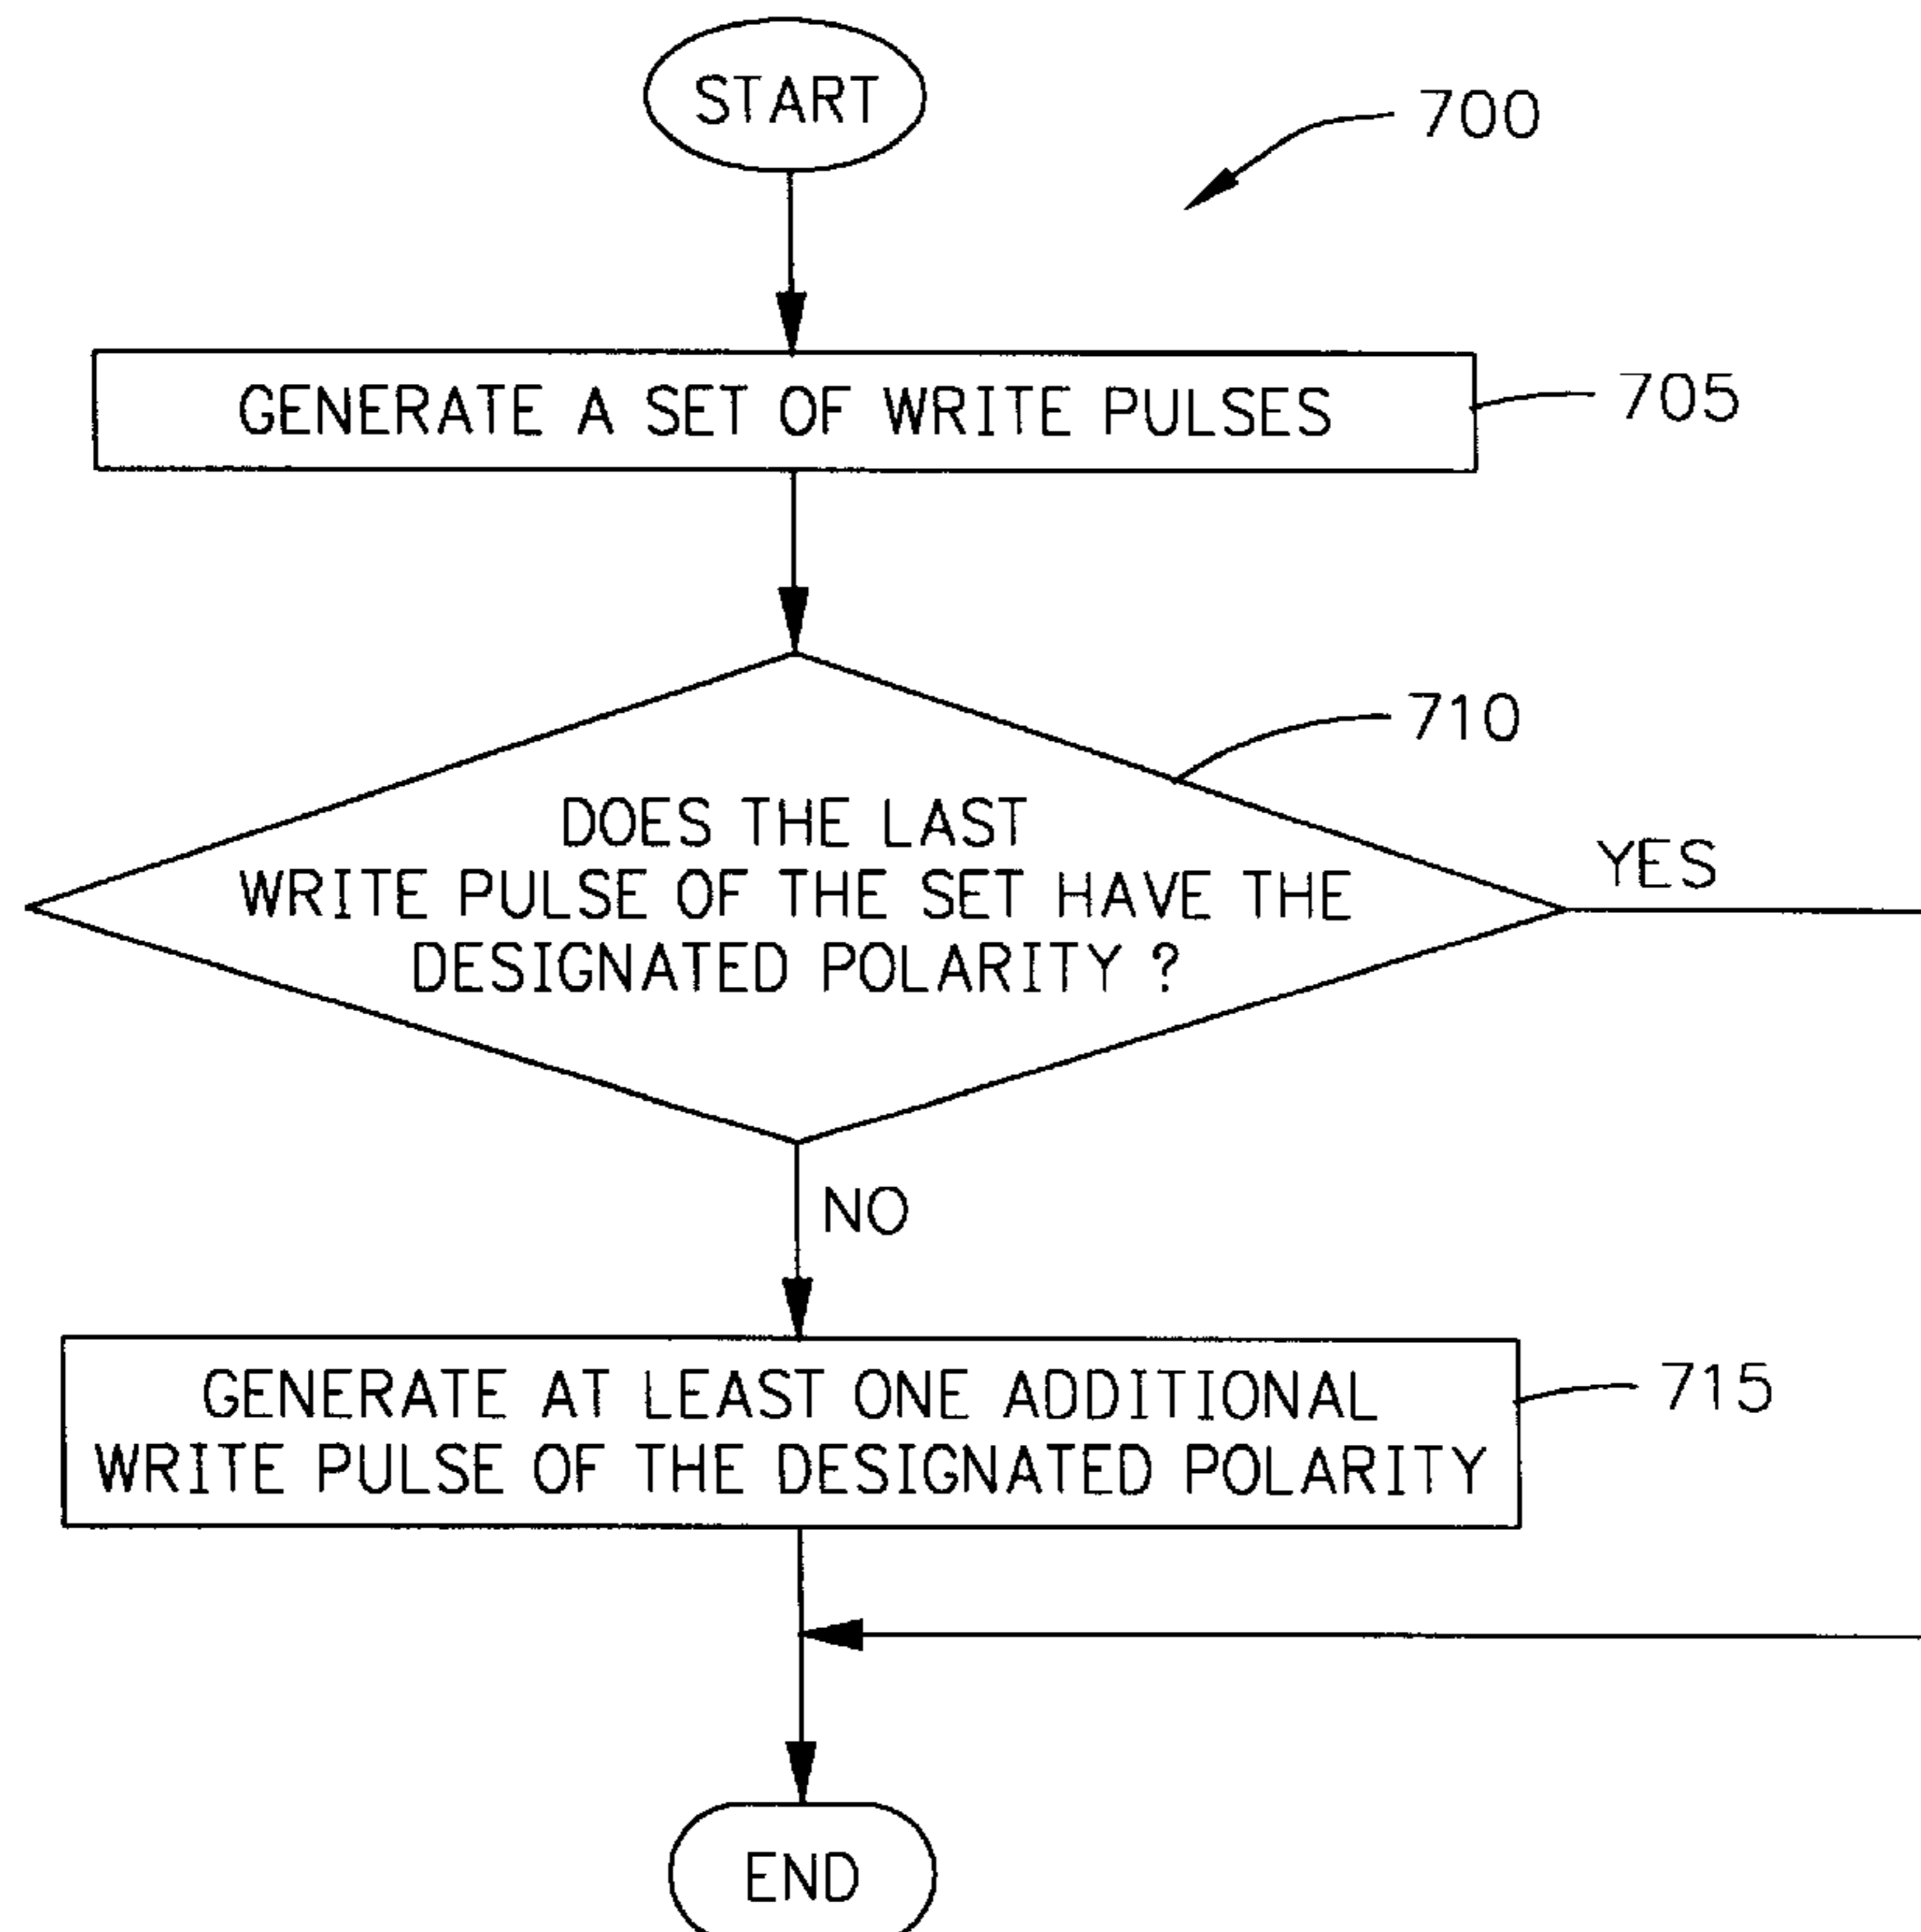 START
700
GENERATE A SET OF WRITE PULSES
705
710
DOES THE LAST
WRITE PULSE OF THE SET HAVE THE
DESIGNATED POLARITY ?
YES
NO
GENERATE AT LEAST ONE ADDITIONAL
WRITE PULSE OF THE DESIGNATED POLARITY
715
END